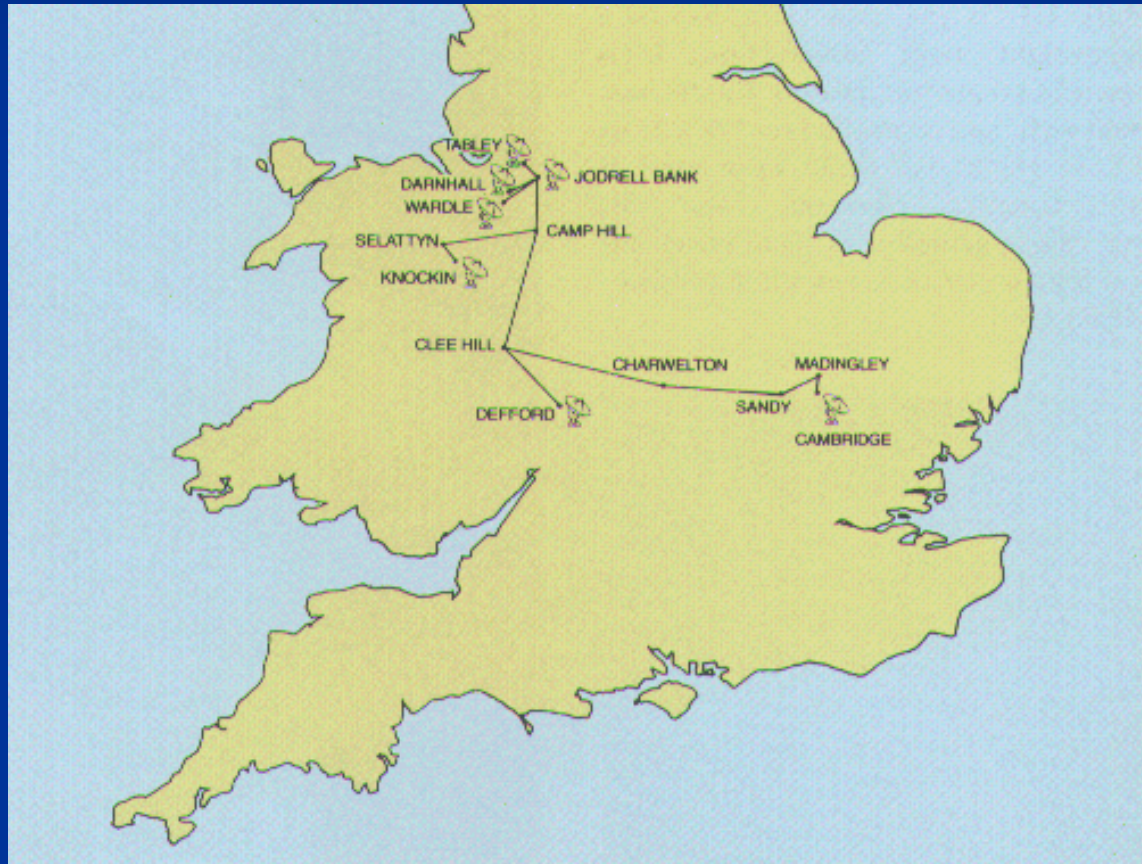 TABLEY
DARNHALL
JODRELL BANK
WARDLE
SELATTYN
CAMP HILL
KNOCKIN
CLEE HILL
CHARWELTON
MADINGLEY
DEFFORD
SANDY
CAMBRIDGE